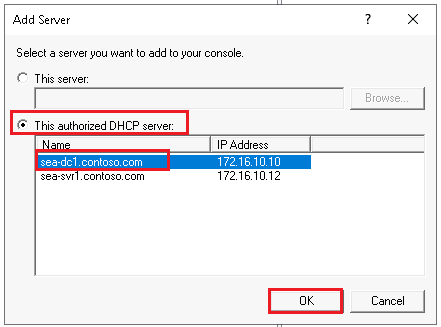 Add Server
?
Select a server you want to add to your console.
This server:
Browse...
This authorized DHCP server:
Name IP Address
sea-dc1.contoso.com 172.16.10.10
sea-svr1.contoso.com 172.16.10.12
OK Cancel